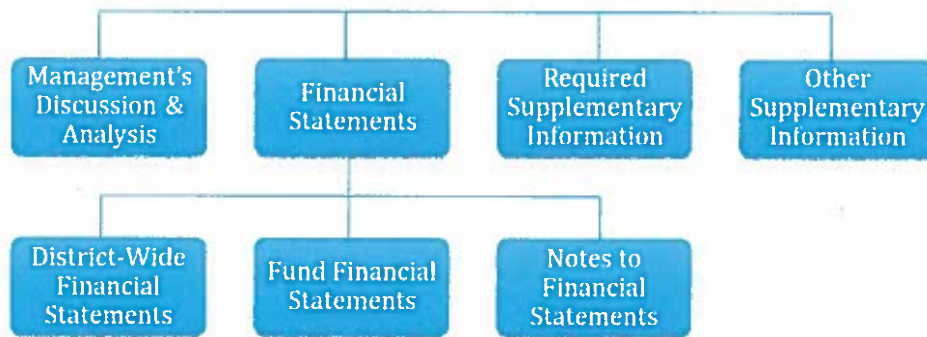 Management's
Discussion &
Analysis
Financial
Statements
Required
Supplementary
Information
Other
Supplementary
Information
District-Wide
Financial
Statements
Fund Financial
Statements
Notes to
Financial
Statements